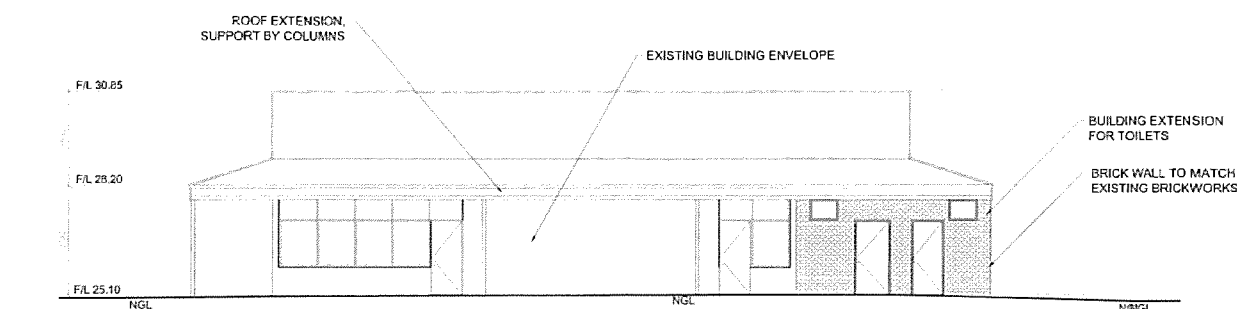 ROOF EXTENSION,
SUPPORT BY COLUMNS
EXISTING BUILDING ENVELOPE
F/L 30.85
BUILDING EXTENSION
FOR TOILETS
BRICK WALL TO MATCH
EXISTING BRICKWORKS
F/L 28.20
F/L 25.10
NGL
NGL